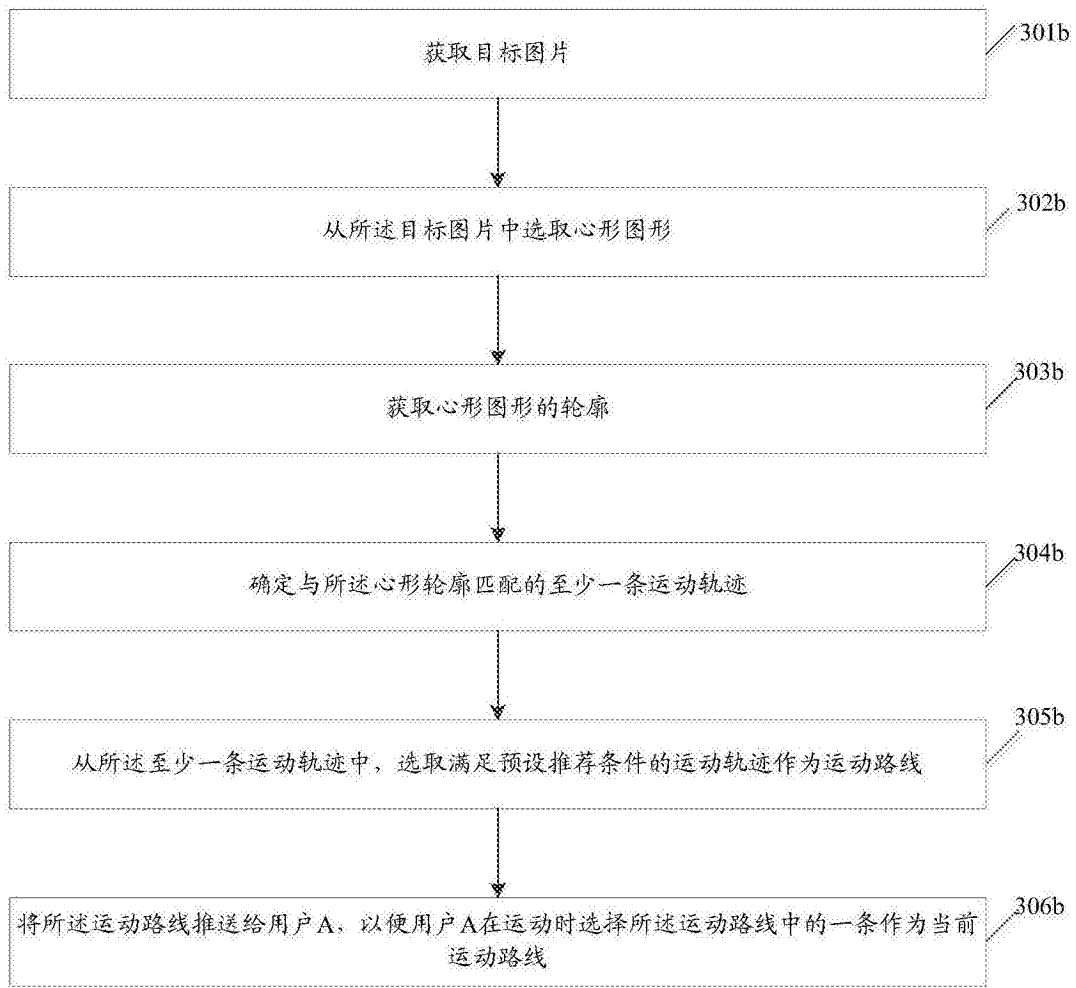 获取目标图片
301b
从所述目标图片中选取心形图形
302b
获取心形图形的轮廓
303b
确定与所述心形轮廓匹配的至少一条运动轨迹
304b
从所述至少一条运动轨迹中，选取满足预设推荐条件的运动轨迹作为运动路线
305b
将所述运动路线推送给用户A，以便用户A在运动时选择所述运动路线中的一条作为当前
运动路线
306b